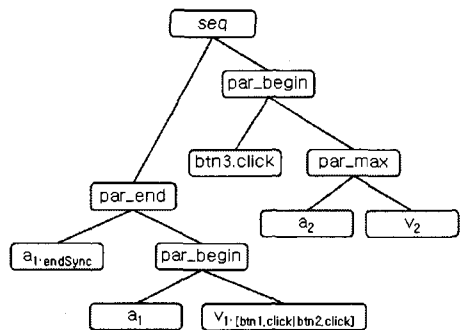 seq
par_begin
btn3.click
par_max
par_end
a2
v2
a1.endSync
par_begin
a1
v1.[btn1.click|btn2.click]